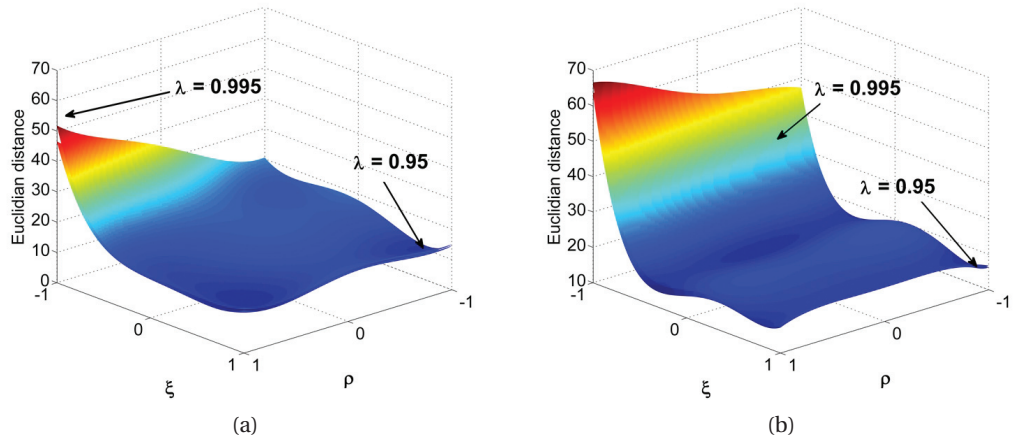 70
60
50
40
30
20
10
0
Euclidian distance
λ = 0.995
λ = 0.95
-1
0
1
ξ
1
0
-1
ρ
(a)
70
60
50
40
30
20
10
Euclidian distance
λ = 0.995
λ = 0.95
-1
0
1
ξ
1
0
-1
ρ
(b)